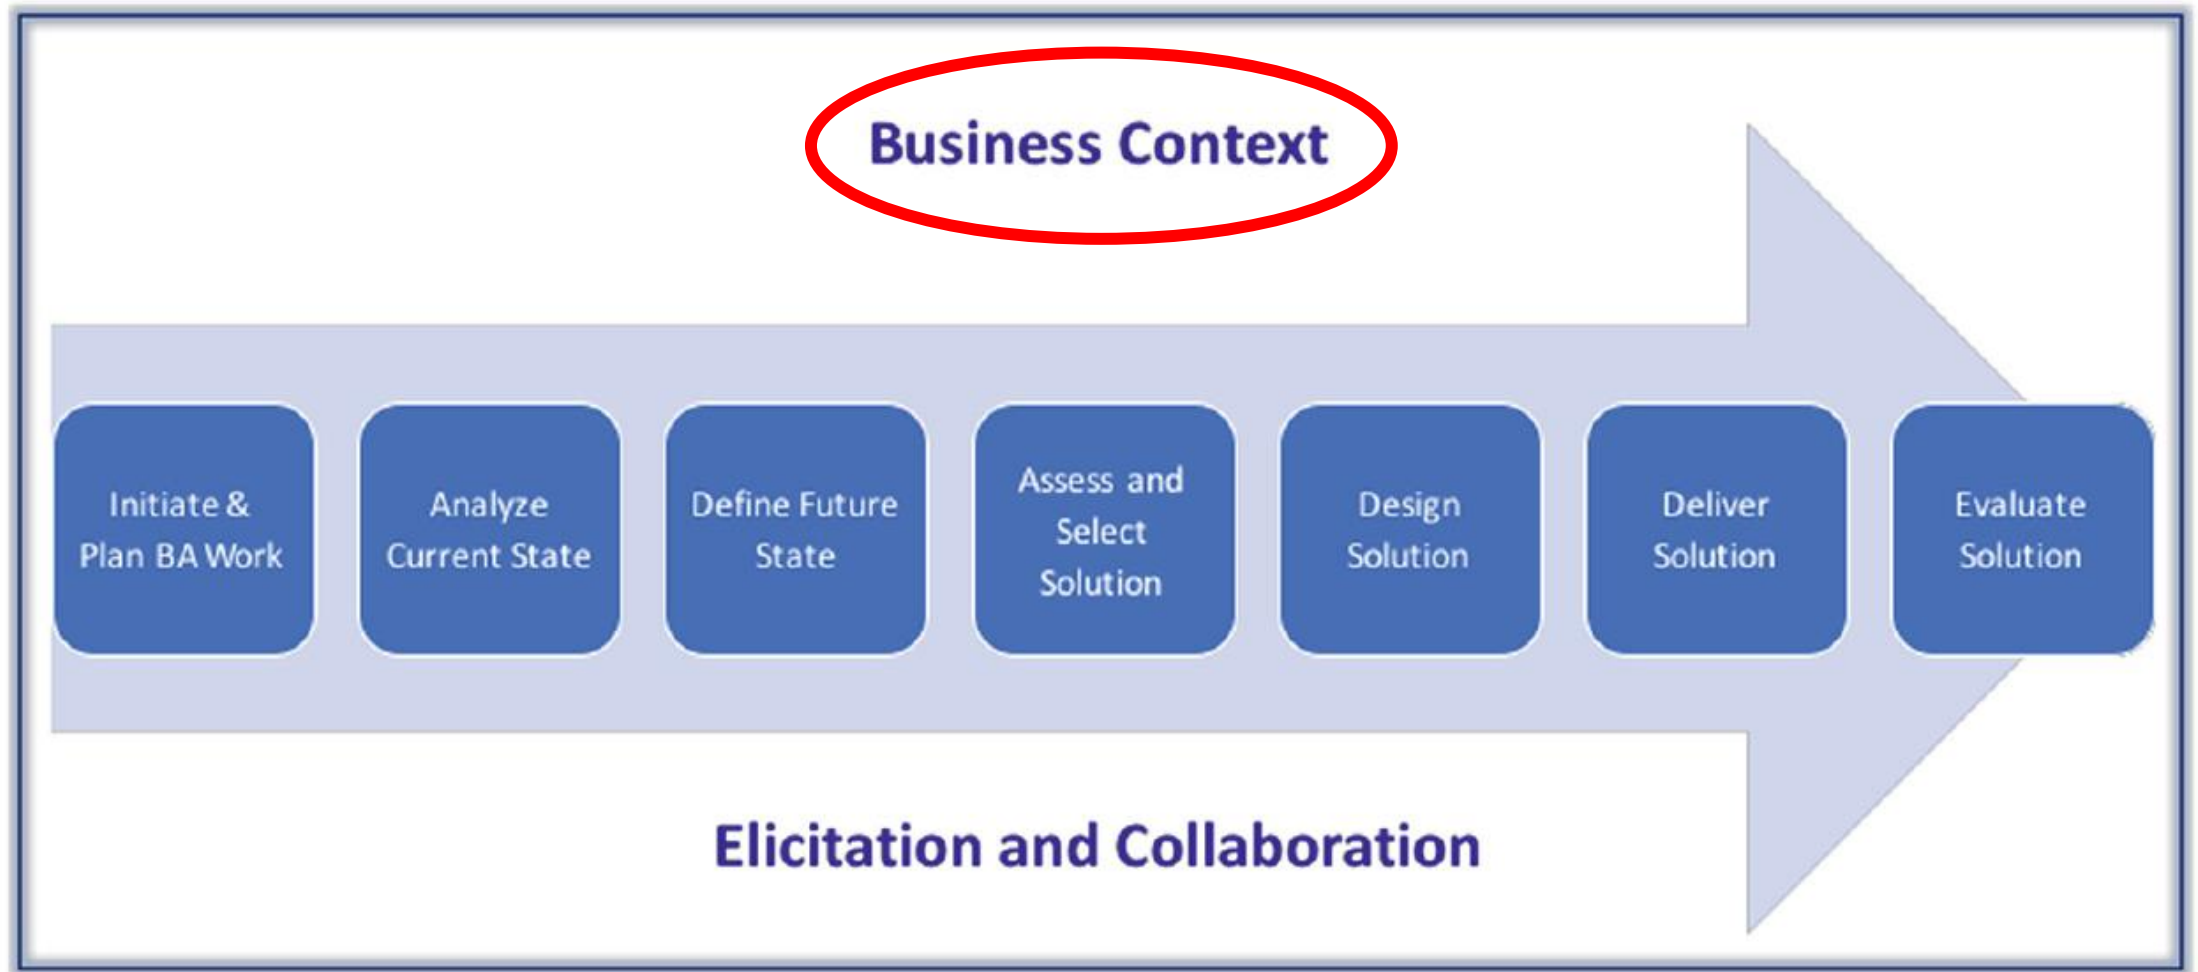 Business Context
Initiate &
Plan BA Work
Analyze
Current State
Define Future
State
Assess and
Select
Solution
Design
Solution
Deliver
Solution
Evaluate
Solution
Elicitation and Collaboration